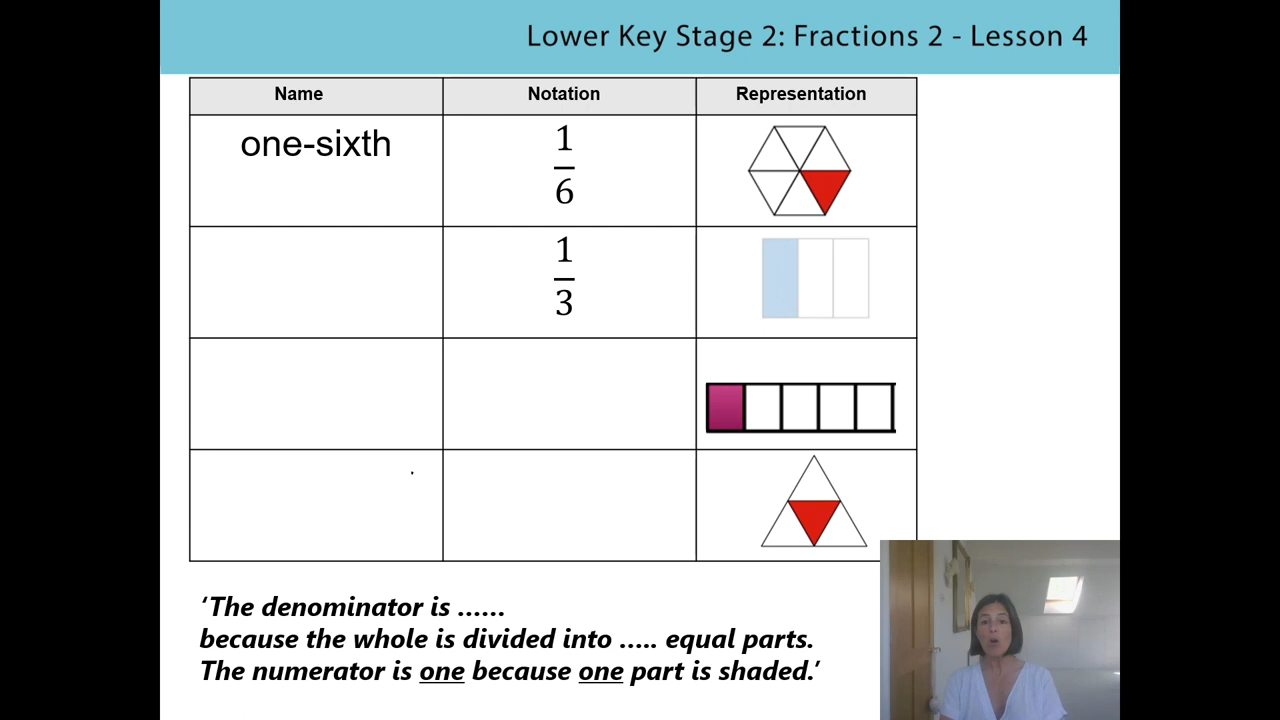 Lower Key Stage 2: Fractions 2 - Lesson 4
Name Notation Representation
one-sixth
1
6
1
3
‘The denominator is ……
because the whole is divided into ..... equal parts.
The numerator is one because one part is shaded.’